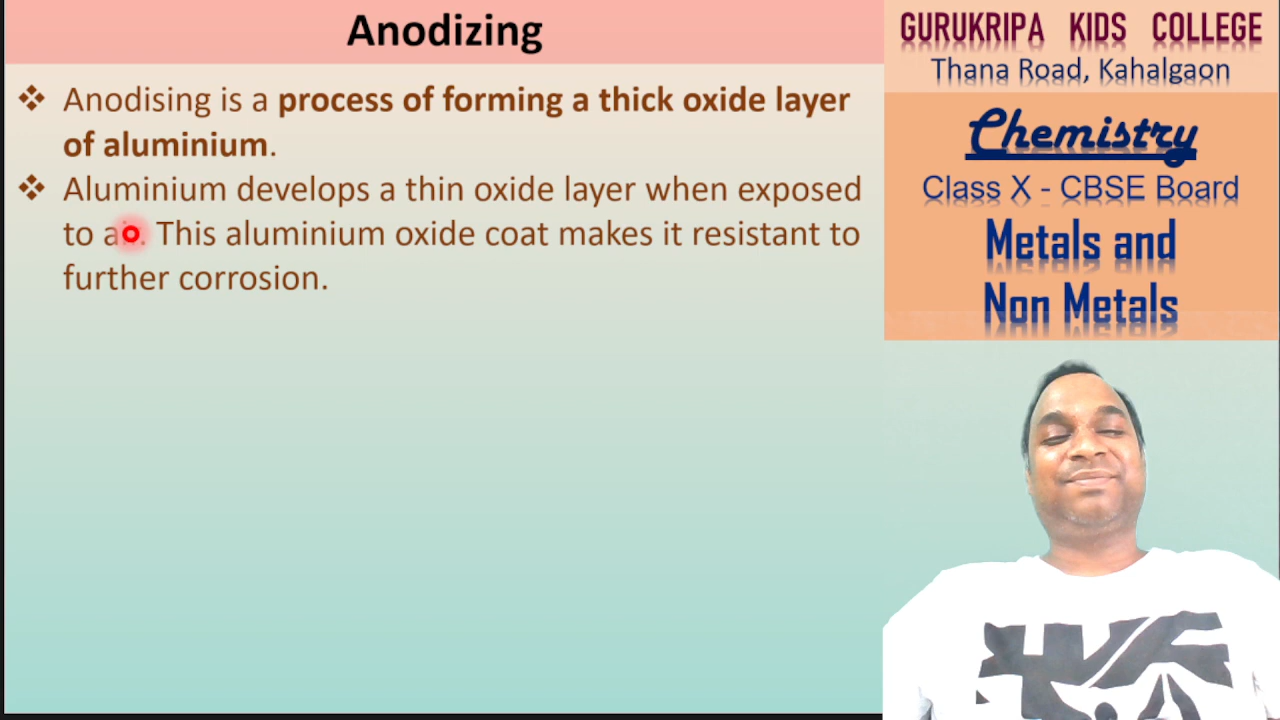 Anodizing
❖ Anodising is a process of forming a thick oxide layer
of aluminium.
❖ Aluminium develops a thin oxide layer when exposed
to This aluminium oxide coat makes it resistant to
further corrosion.
GURUKRIPA KIDS COLLEGE
Thana Road, Kahalgaon
Chemistry
Class X - CBSE Board
Metals and
Non Metals